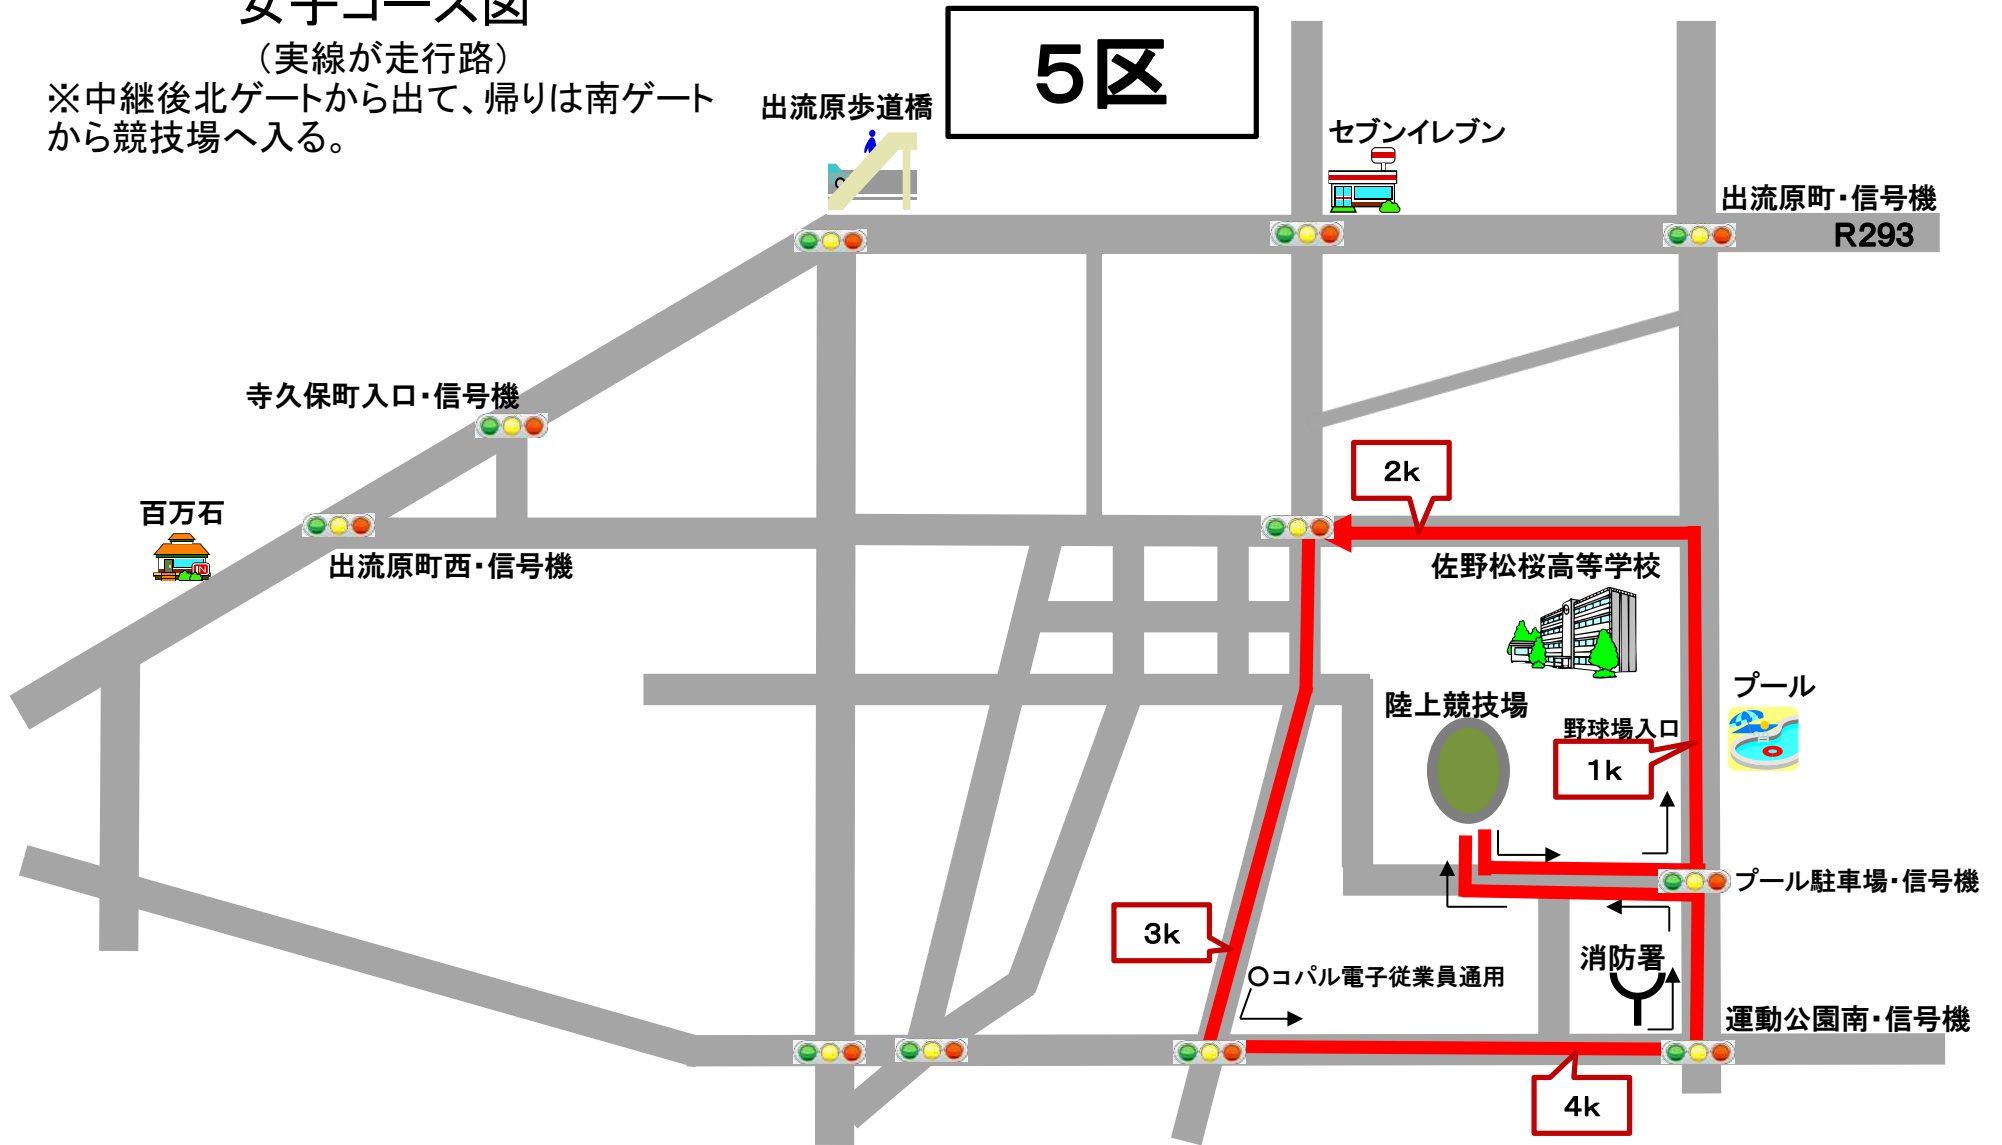 女子コース図
(実線が走行路)
※中継後北ゲートから出て、帰りは南ゲート
から競技場へ入る。
5区
出流原歩道橋
セブンイレブン
出流原町・信号機
R293
寺久保町入口・信号機
2k
百万石
出流原町西・信号機
佐野松桜高等学校
プール
陸上競技場
野球場入口
1k
プール駐車場・信号機
3k
消防署
○コパル電子従業員通用
運動公園南・信号機
4k